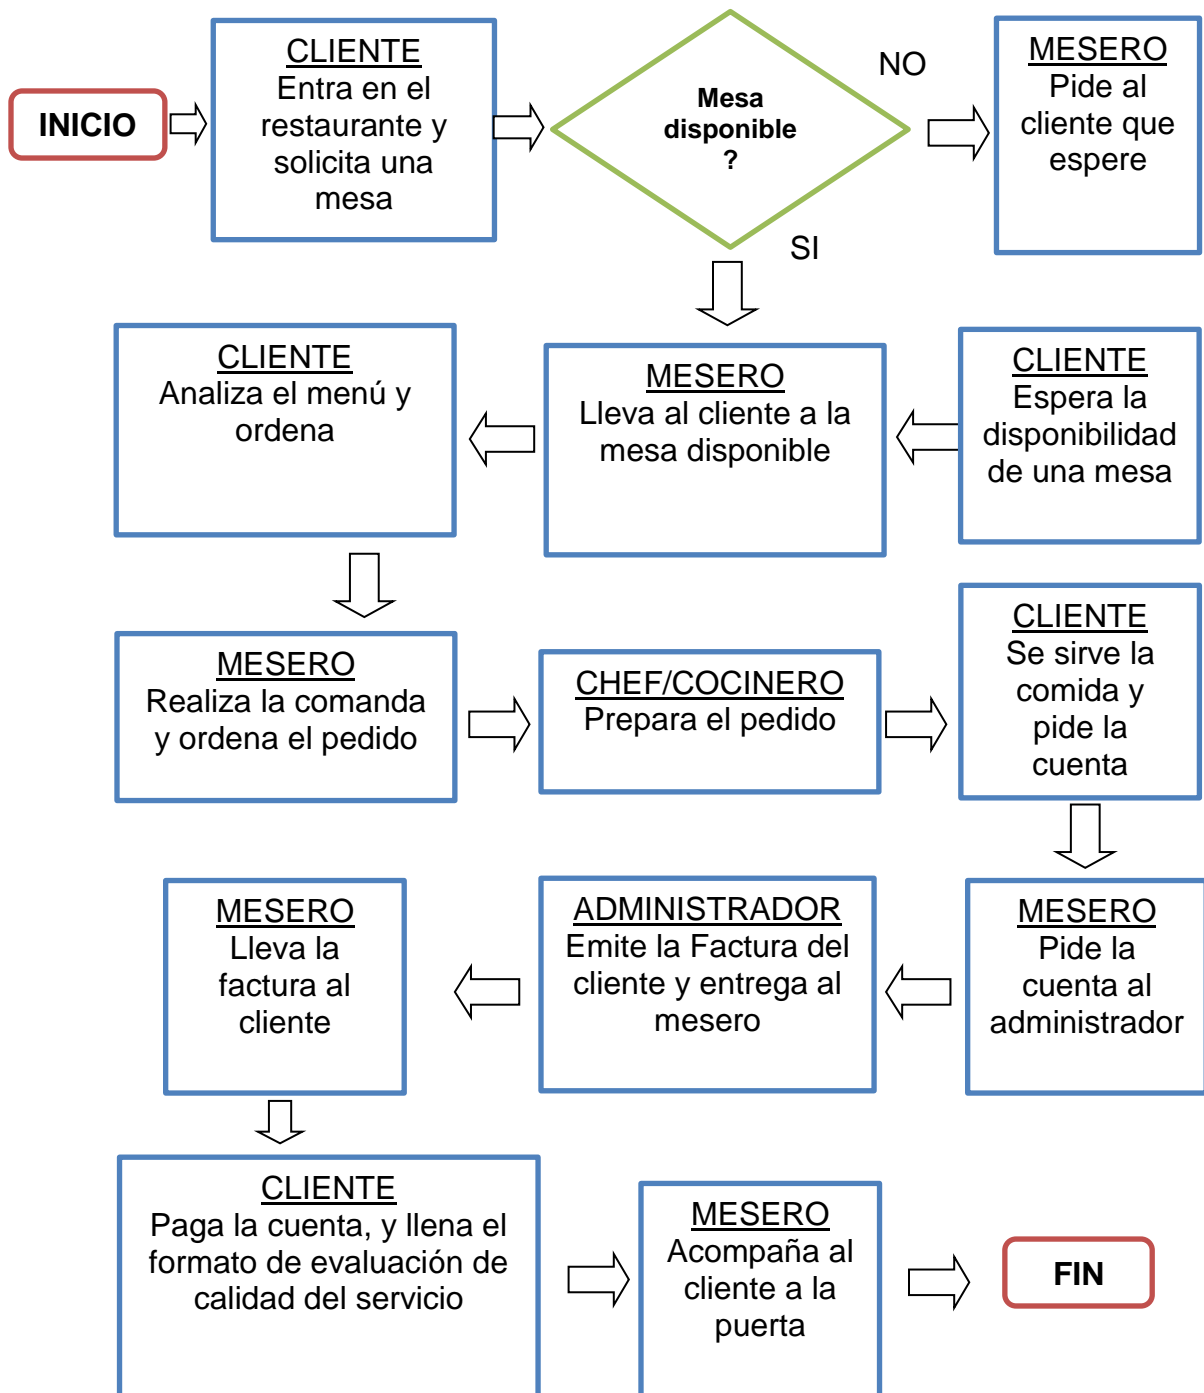 INICIO
CLIENTE
Entra en el
restaurante y
solicita una
mesa
Mesa
disponible
?
NO
SI
MESERO
Pide al
cliente que
espere
CLIENTE
Analiza el menú y
ordena
MESERO
Lleva al cliente a la
mesa disponible
CLIENTE
Espera la
disponibilidad
de una mesa
MESERO
Realiza la comanda
y ordena el pedido
CHEF/COCINERO
Prepara el pedido
CLIENTE
Se sirve la
comida y
pide la
cuenta
MESERO
Lleva la
factura al
cliente
ADMINISTRADOR
Emite la Factura del
cliente y entrega al
mesero
MESERO
Pide la
cuenta al
administrador
CLIENTE
Paga la cuenta, y llena el
formato de evaluación de
calidad del servicio
MESERO
Acompaña al
cliente a la
puerta
FIN